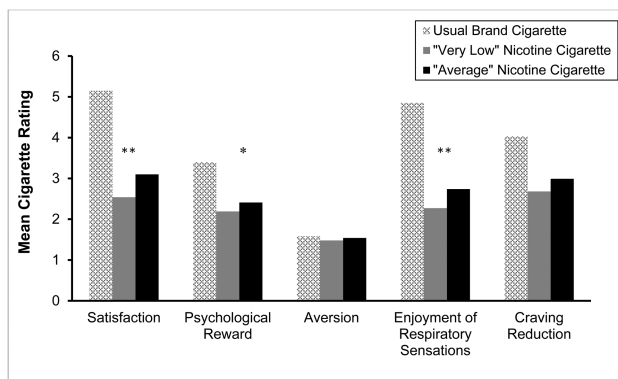 Usual Brand Cigarette
"Very Low" Nicotine Cigarette
"Average" Nicotine Cigarette
Mean Cigarette Rating
6
5
4
3
2
1
0
**
*
**
Satisfaction
Psychological
Reward
Aversion
Enjoyment of
Respiratory
Sensations
Craving
Reduction